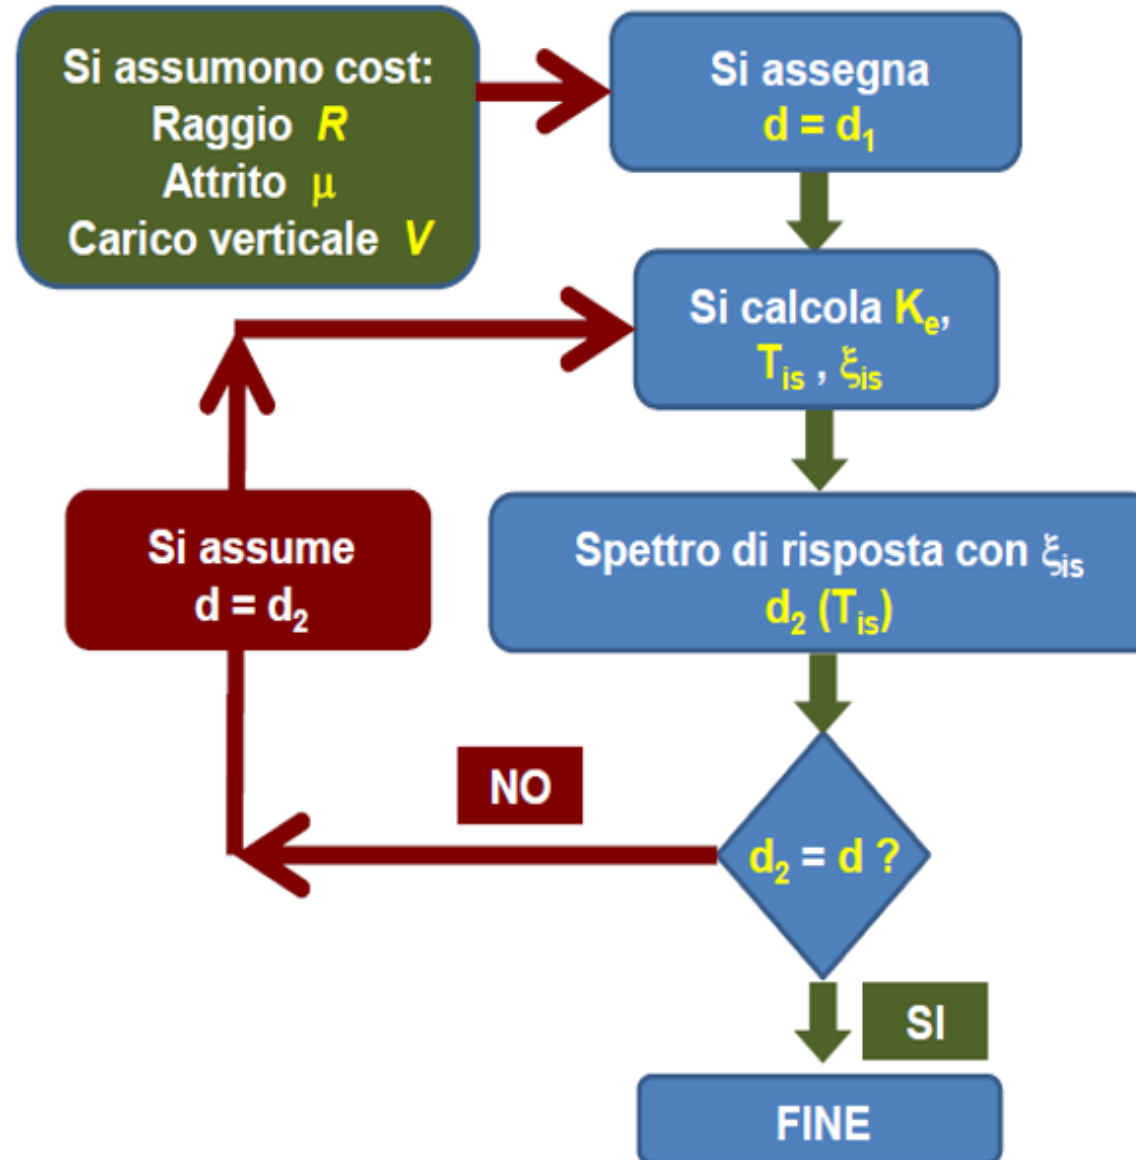 Si assumono cost:
Raggio R
Attrito μ
Carico verticale V
Si assegna
d = d₁
Si calcola Kₑ,
Tis , ξis
Spettro di risposta con ξis
d₂ (Tis)
Si assume
d = d₂
NO
d₂ = d ?
SI
FINE